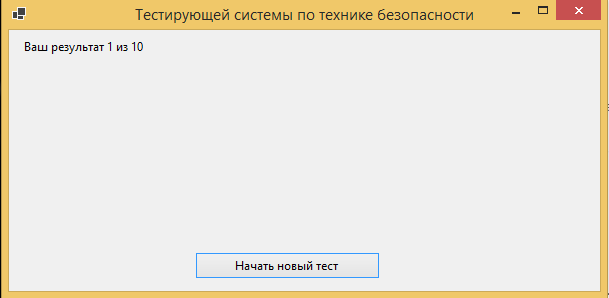 Тестирующей системы по технике безопасности
Ваш результат 1 из 10
Начать новый тест